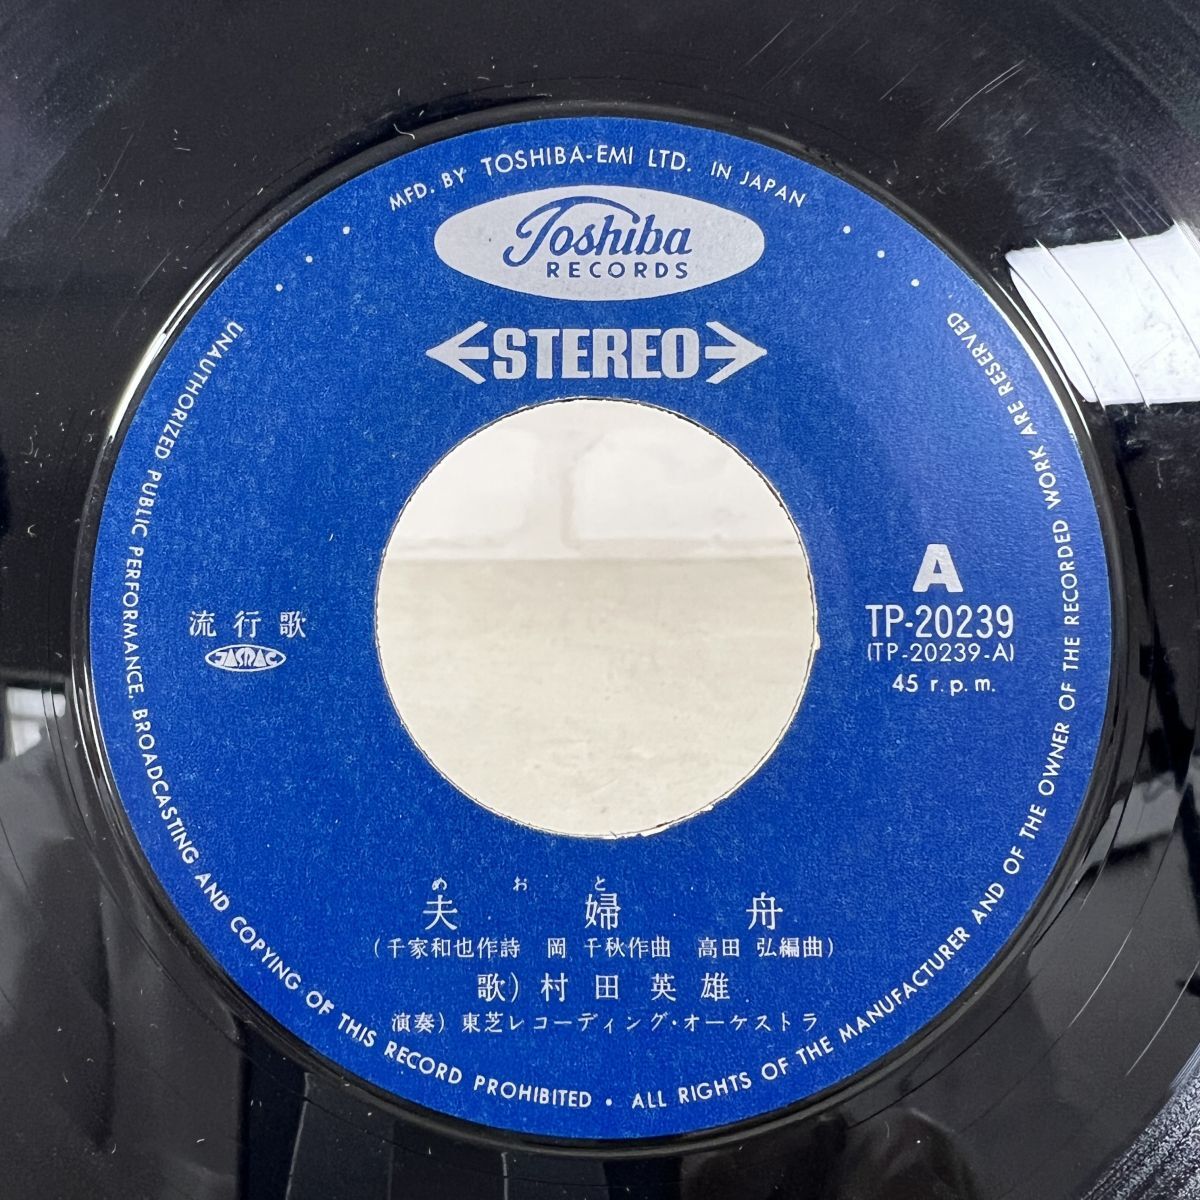 MFD. BY TOSHIBA-EMI LTD. IN JAPAN
Toshiba
RECORDS
STEREO
A
TP-20239
(TP-20239-A)
45 r.p.m.
流行歌
JASRAC
めおと
夫婦舟
(千家和也作詩 岡 千秋作曲 高田 弘編曲)
歌) 村田英雄
演奏) 東芝レコーディング・オーケストラ
UNAUTHORIZED PUBLIC PERFORMANCE, BROADCASTING AND COPYING OF THIS RECORD PROHIBITED • ALL RIGHTS OF THE MANUFACTURER AND OF THE OWNER OF THE RECORDED WORK ARE RESERVED